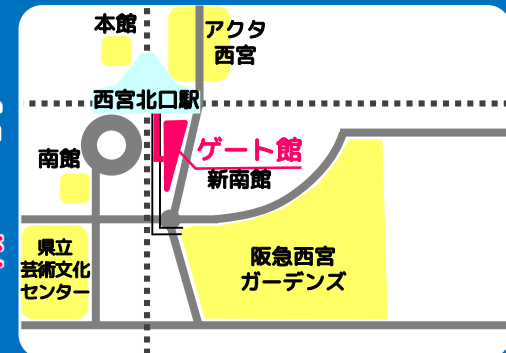 本館
アクタ
西宮
西宮北口駅
ゲート館
南館
新南館
県立
芸術文化
センター
阪急西宮
ガーデンズ